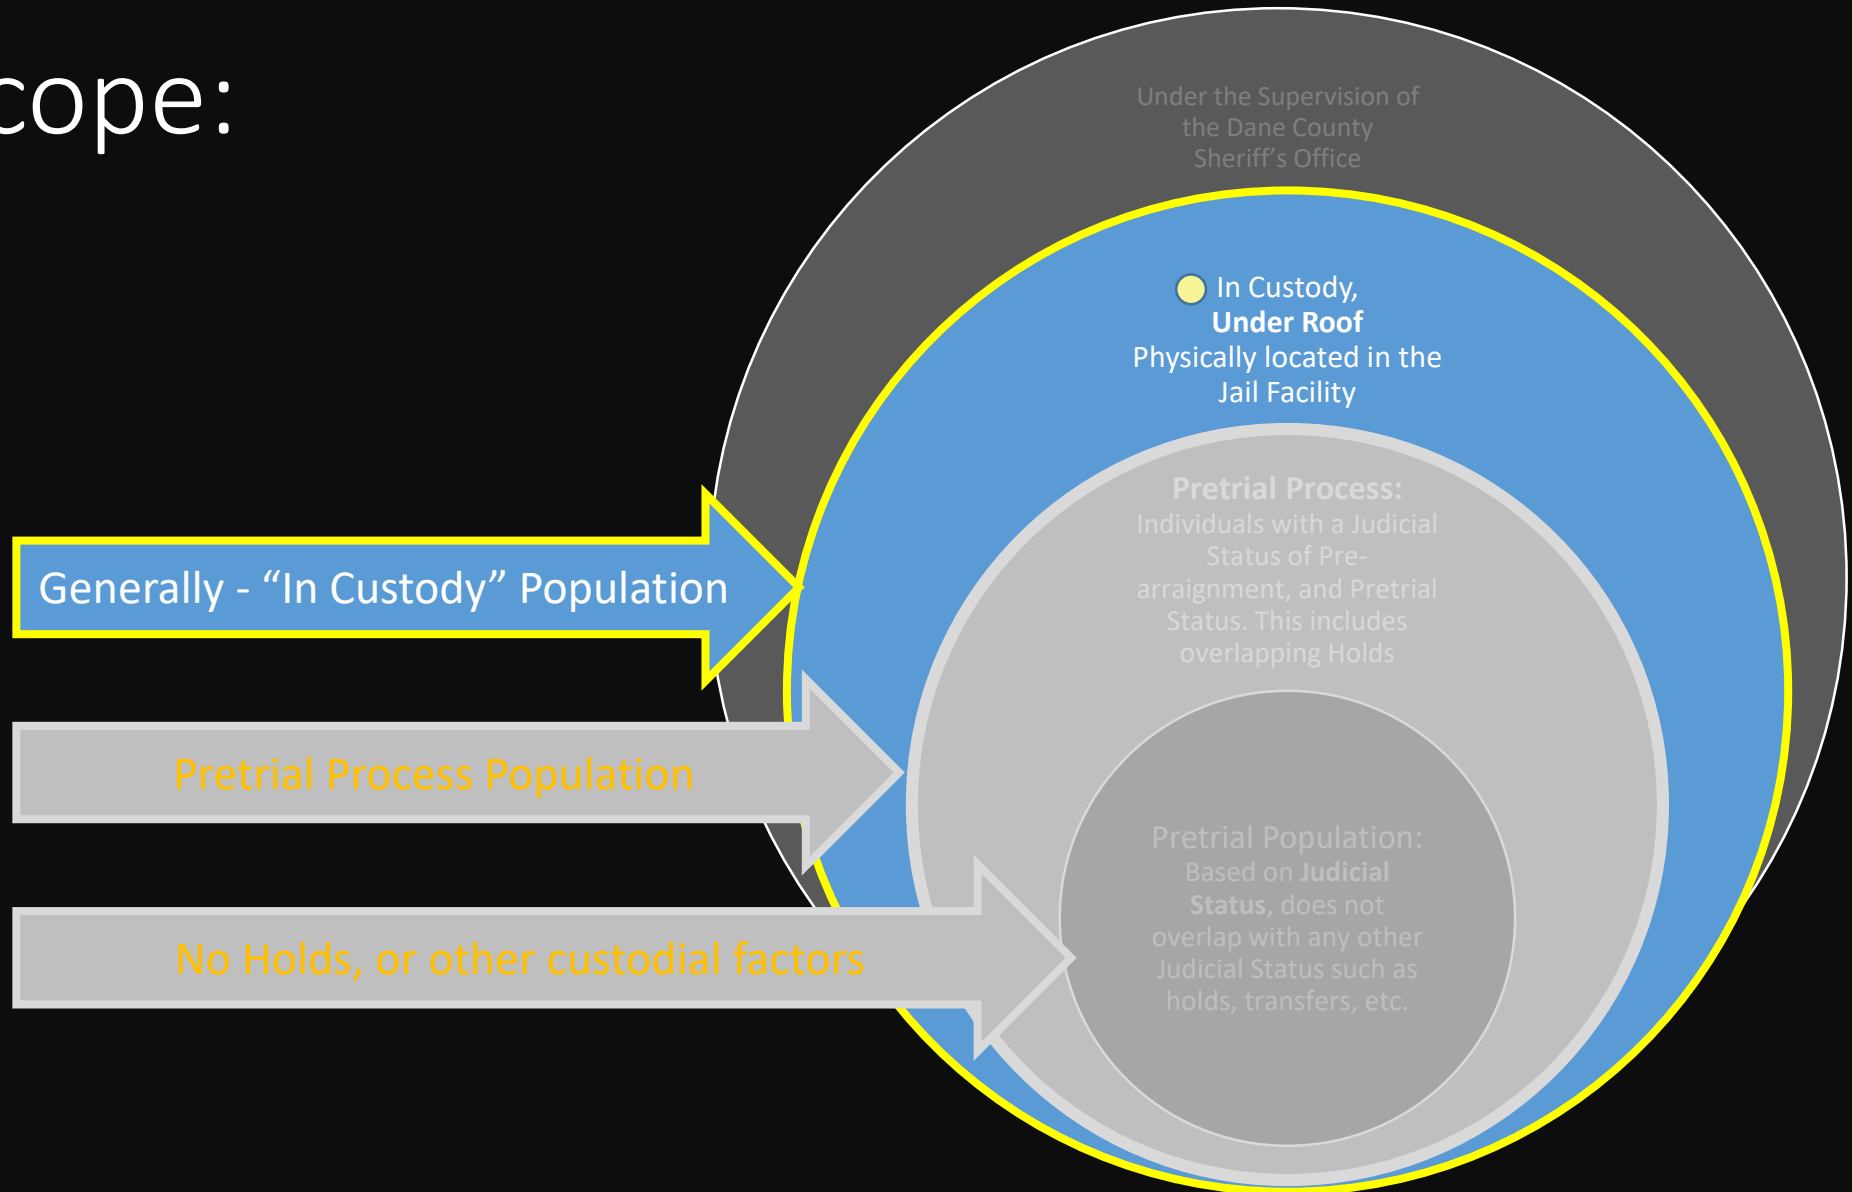 cope:
Under the Supervision of
the Dane County
Sheriff’s Office
In Custody,
Under Roof
Physically located in the
Jail Facility
Pretrial Process:
Individuals with a Judicial
Status of Pre-
arraignment, and Pretrial
Status. This includes
overlapping Holds
Generally - “In Custody” Population
Pretrial Process Population
Pretrial Population:
Based on Judicial
Status, does not
overlap with any other
Judicial Status such as
holds, transfers, etc.
No Holds, or other custodial factors